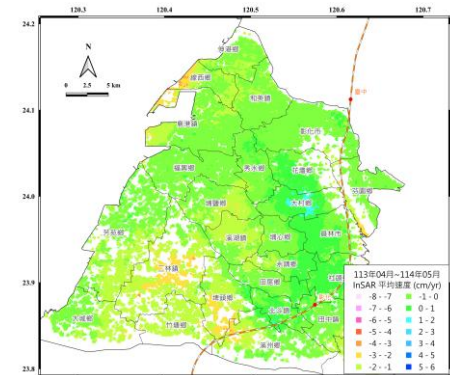 120.3 120.4 120.5 120.6 120.7
24.2
24.1
24.0
23.9
23.8
N
0 2.5 5 km
伸港鄉
線西鄉
和美鎮
鹿港鎮
彰化市
福興鄉
秀水鄉
花壇鄉
芬園鄉
埔鹽鄉
大村鄉
芳苑鄉
溪湖鎮
埔心鄉
員林市
二林鎮
永靖鄉
田尾鄉
埤頭鄉
北斗鎮
田中鎮
大城鄉
竹塘鄉
溪州鄉
113年04月~114年05月
InSAR 平均速度 (cm/yr)
-8 - -7
-7 - -6
-6 - -5
-5 - -4
-4 - -3
-3 - -2
-2 - -1
-1 - 0
0 - 1
1 - 2
2 - 3
3 - 4
4 - 5
5 - 6